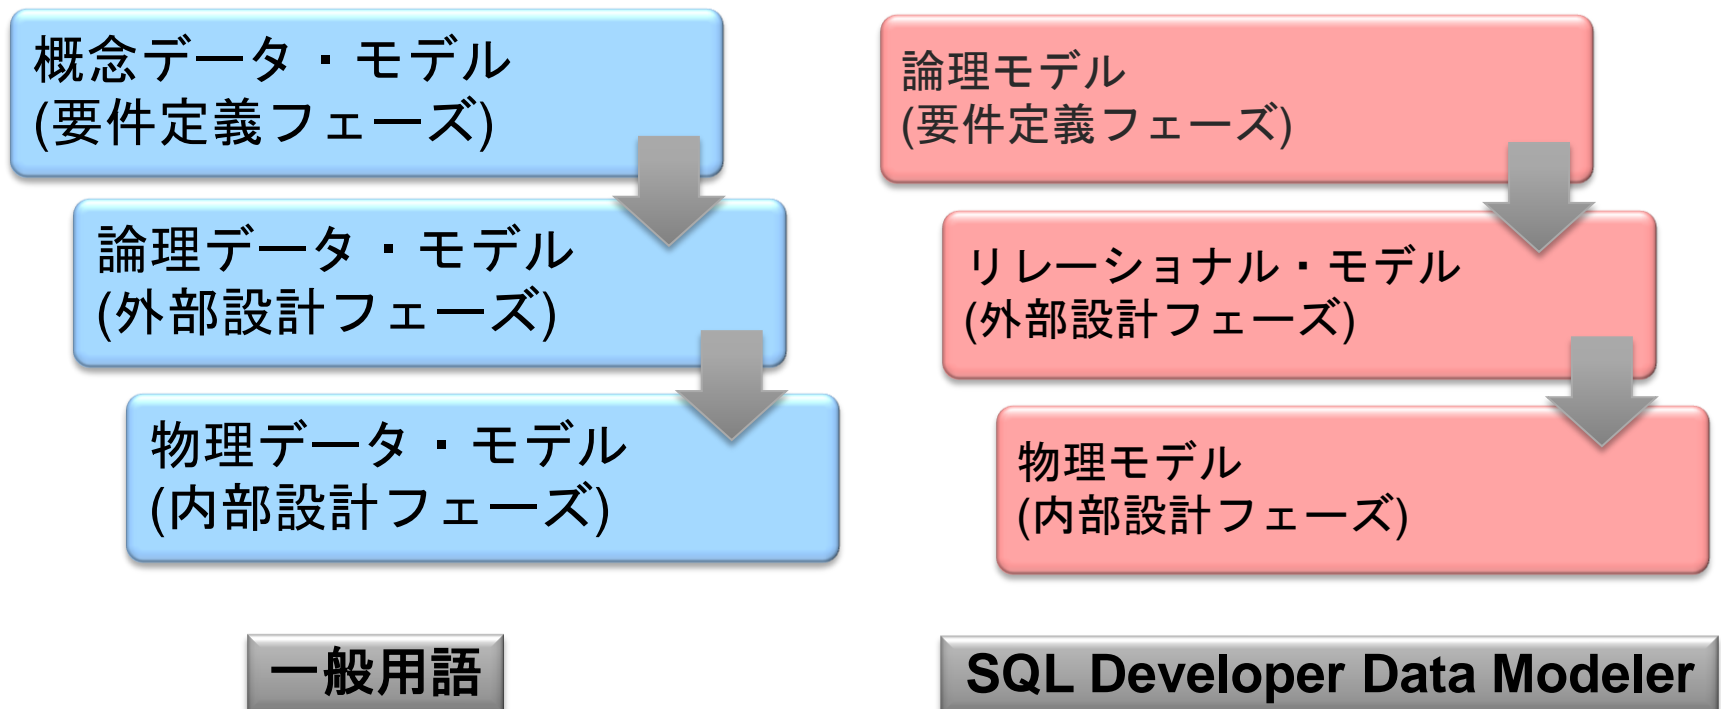 概念データ・モデル
(要件定義フェーズ)
論理データ・モデル
(外部設計フェーズ)
物理データ・モデル
(内部設計フェーズ)
一般用語
論理モデル
(要件定義フェーズ)
リレーショナル・モデル
(外部設計フェーズ)
物理モデル
(内部設計フェーズ)
SQL Developer Data Modeler